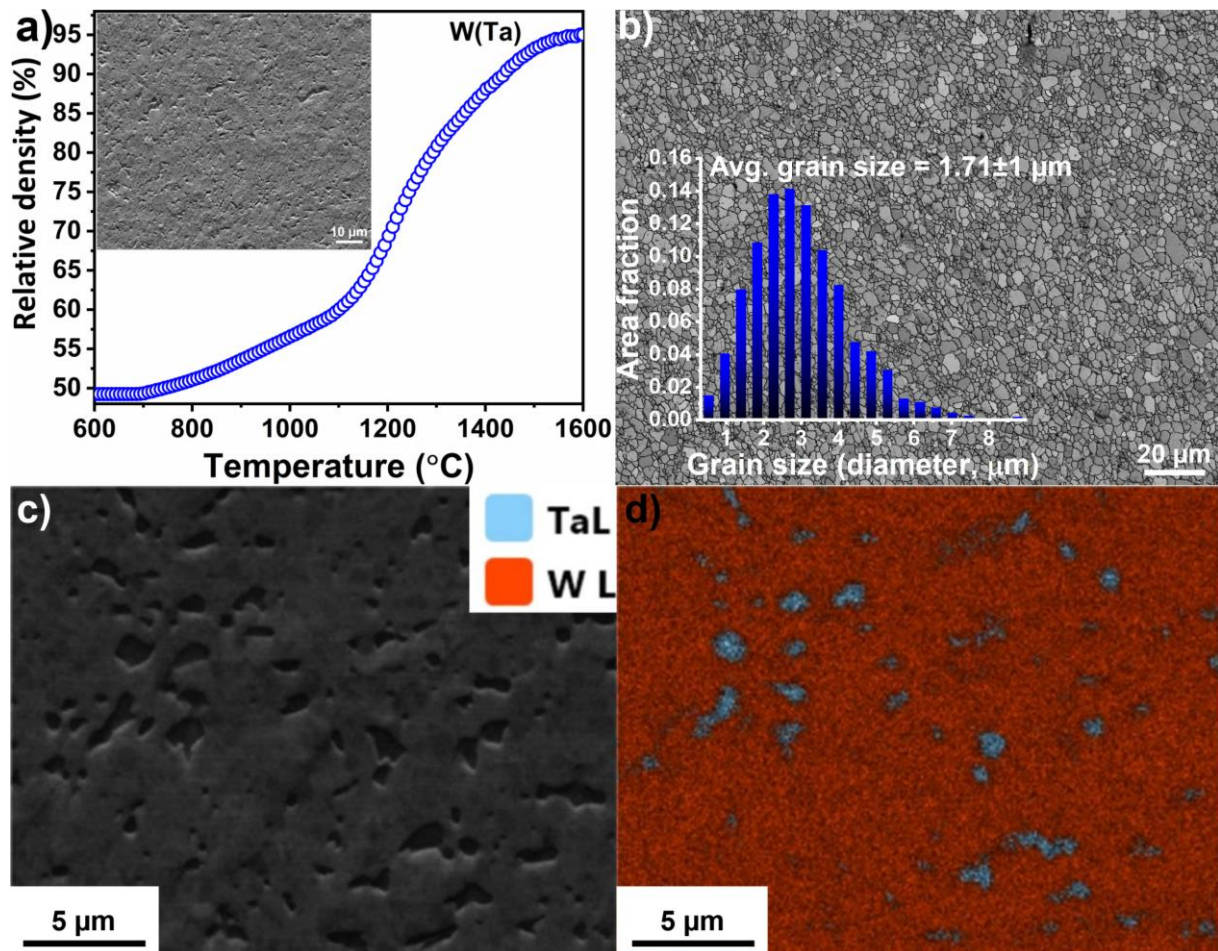 a)
W(Ta)
95
90
85
80
75
70
65
60
55
50
Relative density (%)
10 µm
600 800 1000 1200 1400 1600
Temperature (°C)
b)
Avg. grain size = 1.71±1 µm
0.16
0.14
0.12
0.10
0.08
0.06
0.04
0.02
0.00
Area fraction
1 2 3 4 5 6 7 8
Grain size (diameter, µm)
20 µm
c)
TaL
W L
5 µm
d)
5 µm